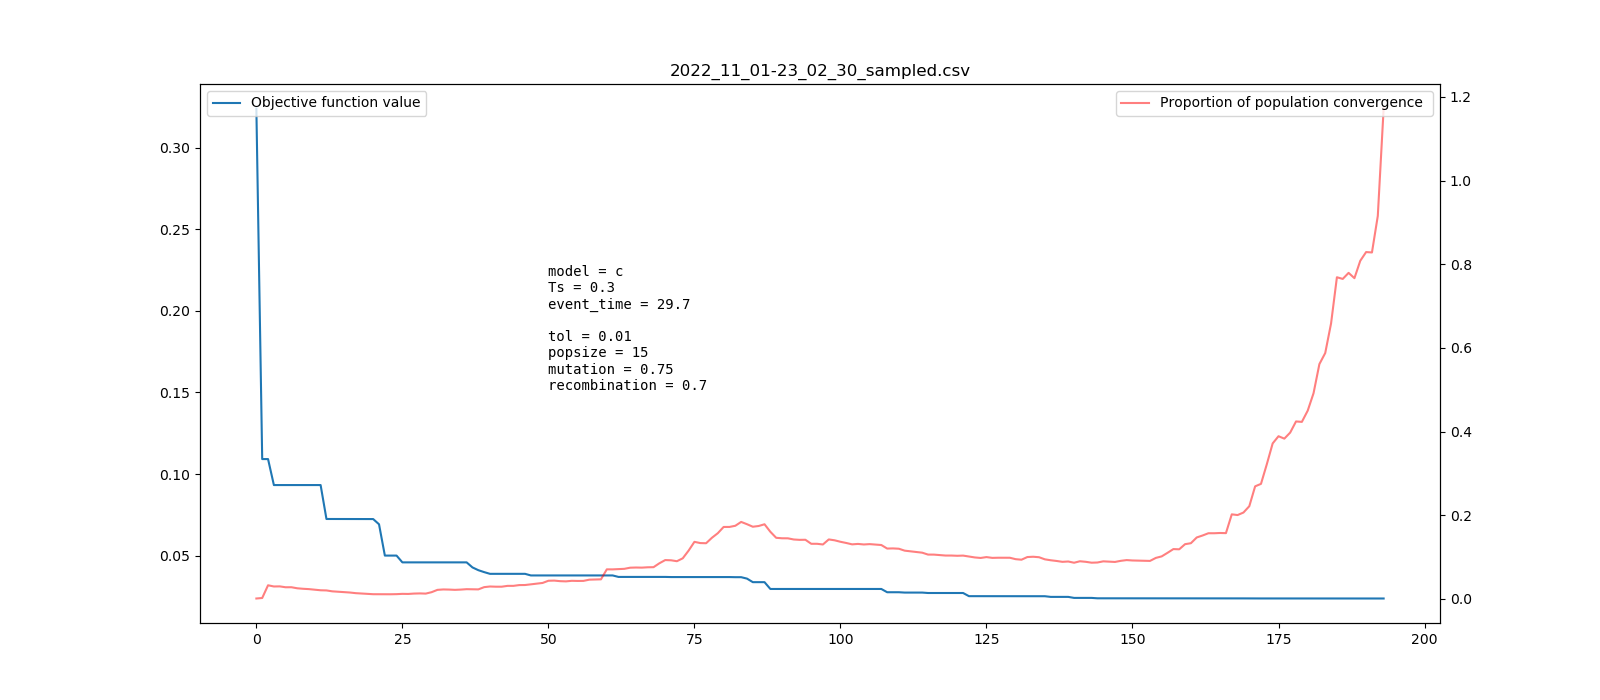 2022_11_01-23_02_30_sampled.csv
Objective function value
Proportion of population convergence
0.30
0.25
0.20
0.15
0.10
0.05
model = c
Ts = 0.3
event_time = 29.7
tol = 0.01
popsize = 15
mutation = 0.75
recombination = 0.7
1.2
1.0
0.8
0.6
0.4
0.2
0.0
0
25
50
75
100
125
150
175
200